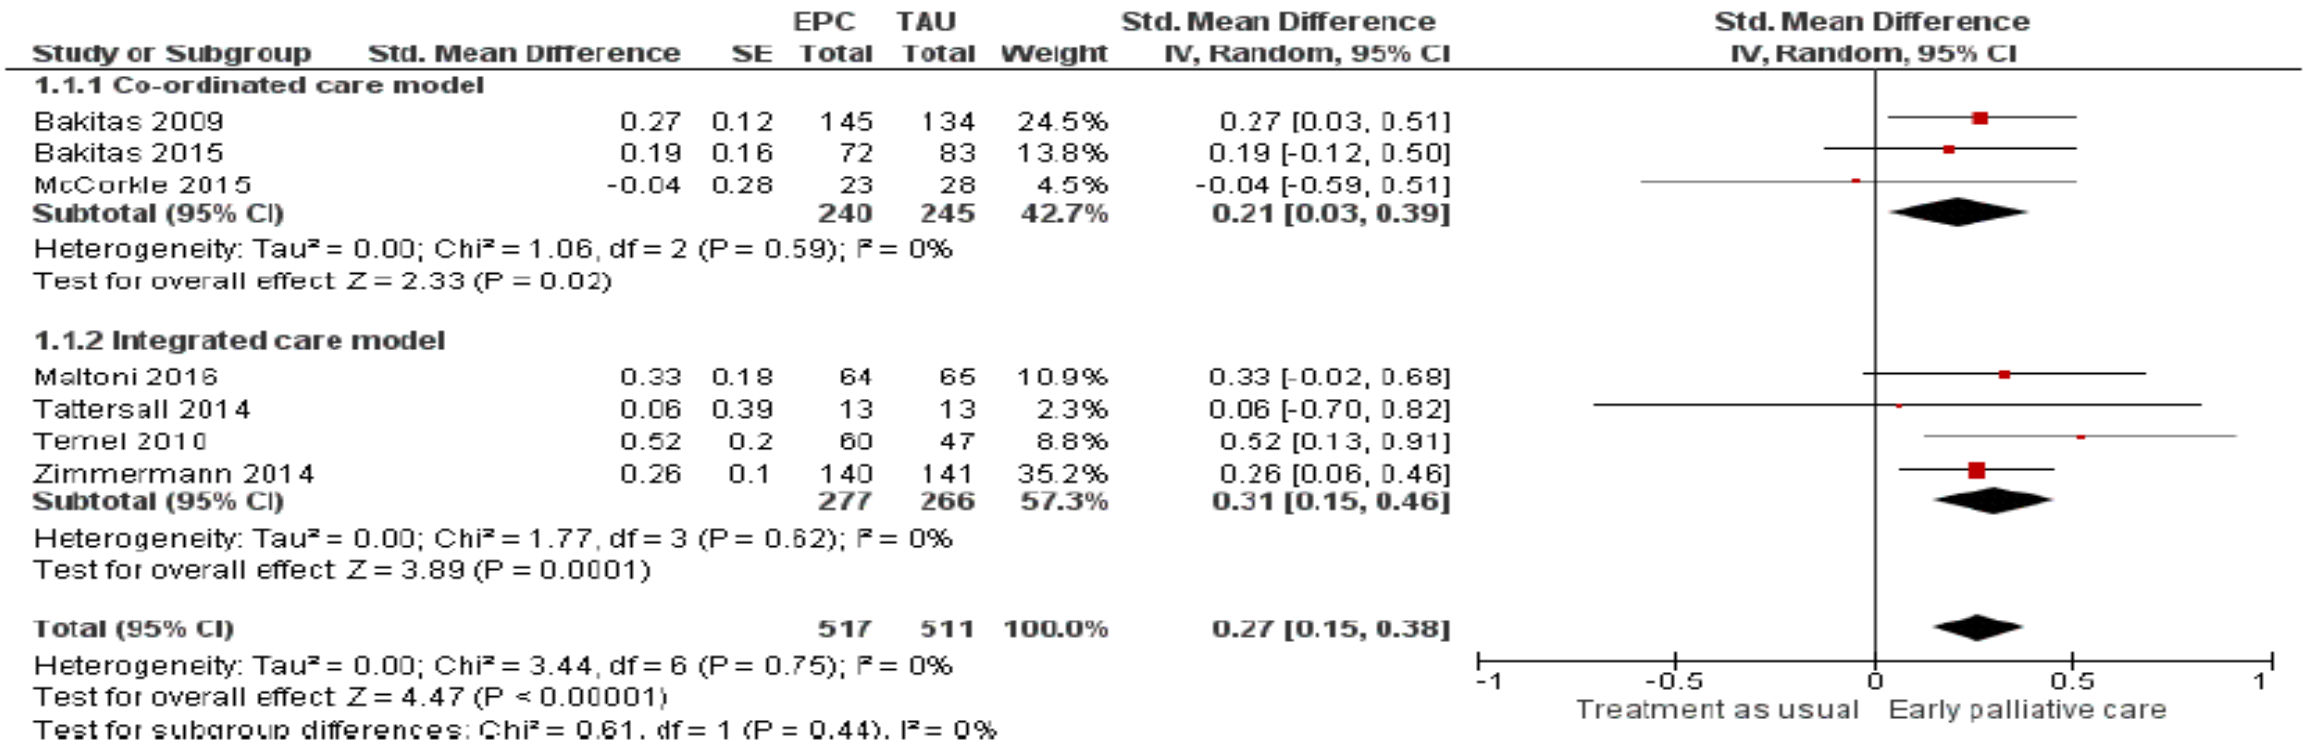 EPC TAU Std. Mean Difference Std. Mean Difference
Study or Subgroup Std. Mean Difference SE Total Total Weight IV, Random, 95% CI IV, Random, 95% CI
1.1.1 Co-ordinated care model
Bakitas 2009 0.27 0.12 145 134 24.5% 0.27 [0.03, 0.51]
Bakitas 2015 0.19 0.16 72 83 13.8% 0.19 [-0.12, 0.50]
McCorkle 2015 -0.04 0.28 23 28 4.5% -0.04 [-0.59, 0.51]
Subtotal (95% CI) 240 245 42.7% 0.21 [0.03, 0.39]
Heterogeneity: Tau² = 0.00; Chi² = 1.06, df = 2 (P = 0.59); I² = 0%
Test for overall effect: Z = 2.33 (P = 0.02)
1.1.2 Integrated care model
Maltoni 2016 0.33 0.18 64 65 10.9% 0.33 [-0.02, 0.68]
Tattersall 2014 0.06 0.39 13 13 2.3% 0.06 [-0.70, 0.82]
Temel 2010 0.52 0.2 60 47 8.8% 0.52 [0.13, 0.91]
Zimmermann 2014 0.26 0.1 140 141 35.2% 0.26 [0.06, 0.46]
Subtotal (95% CI) 277 266 57.3% 0.31 [0.15, 0.46]
Heterogeneity: Tau² = 0.00; Chi² = 1.77, df = 3 (P = 0.62); I² = 0%
Test for overall effect: Z = 3.89 (P = 0.0001)
Total (95% CI) 517 511 100.0% 0.27 [0.15, 0.38]
Heterogeneity: Tau² = 0.00; Chi² = 3.44, df = 6 (P = 0.75); I² = 0%
Test for overall effect: Z = 4.47 (P < 0.00001)
Test for subgroup differences: Chi² = 0.61, df = 1 (P = 0.44), I² = 0%
-1 -0.5 0 0.5 1
Treatment as usual Early palliative care